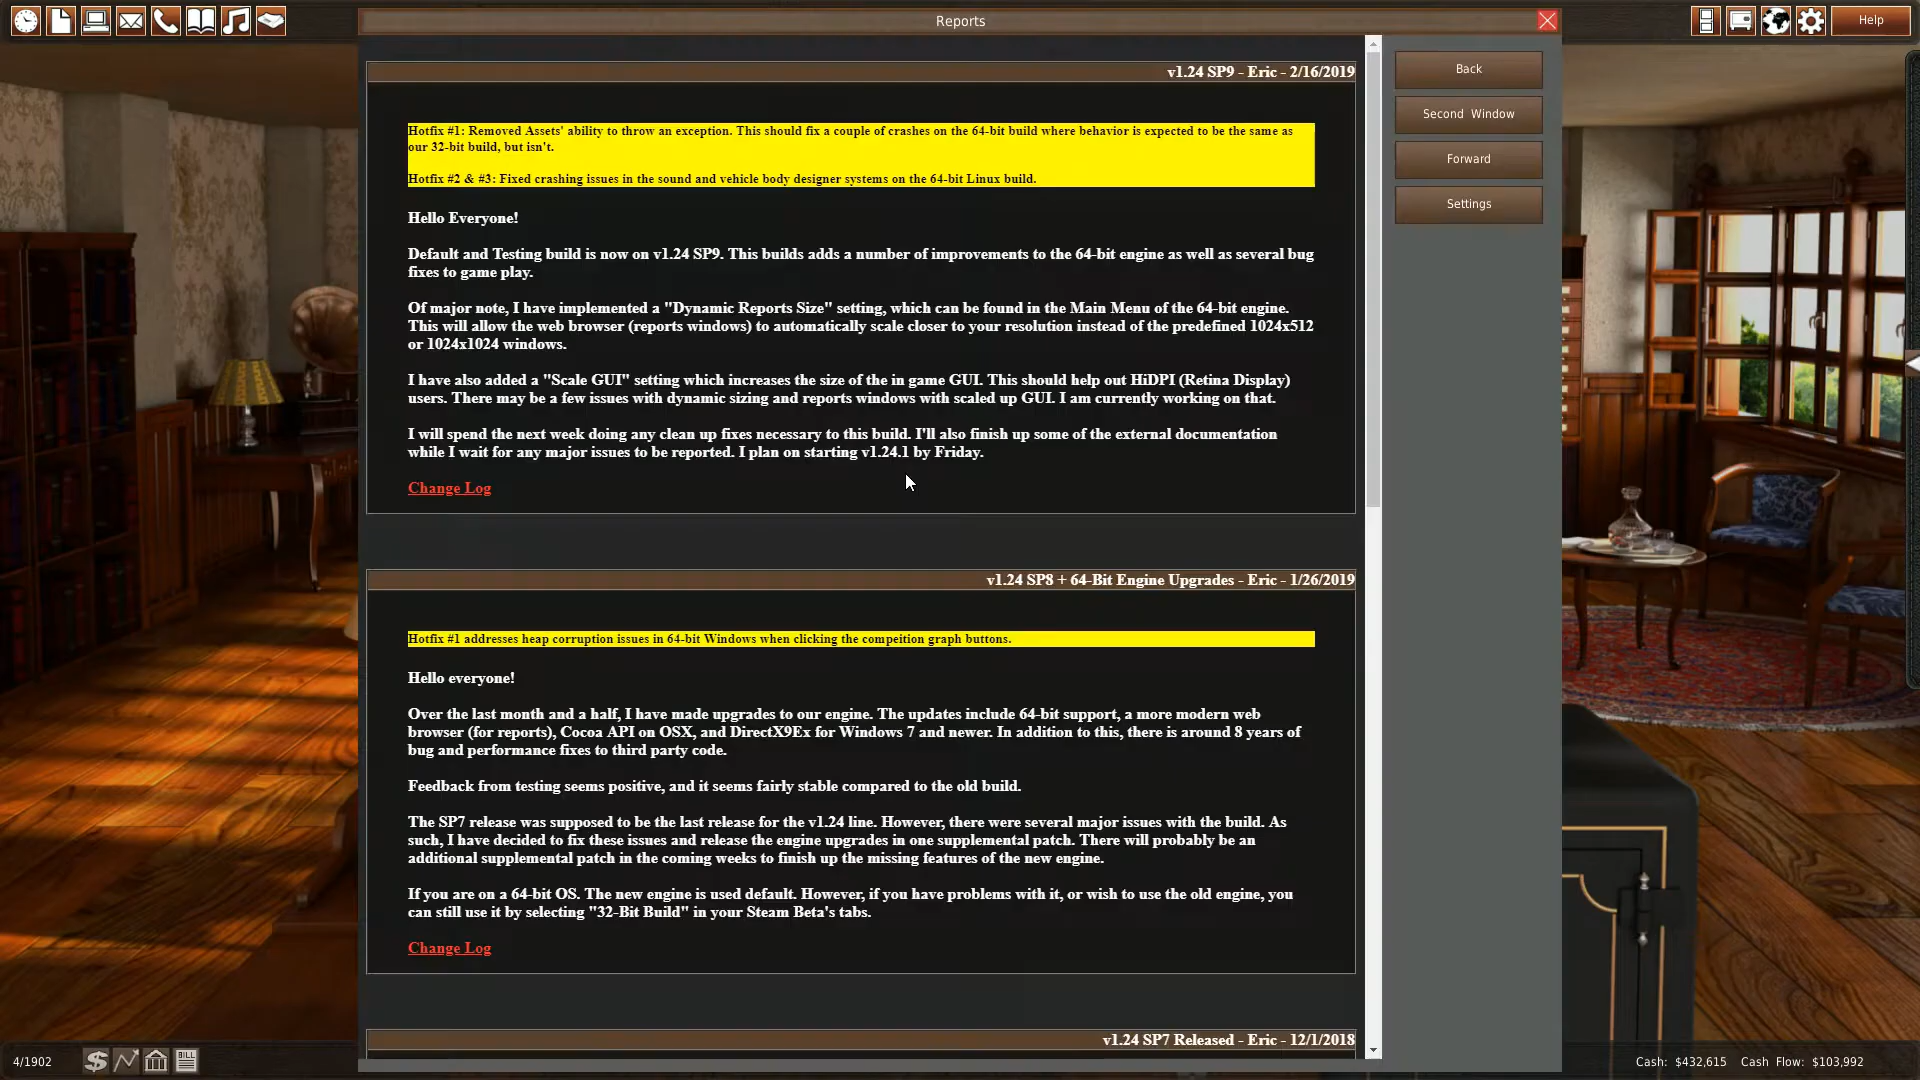 Reports
Help
v1.24 SP9 - Eric - 2/16/2019
Back
Second Window
Forward
Settings
Hotfix #1: Removed Assets' ability to throw an exception. This should fix a couple of crashes on the 64-bit build where behavior is expected to be the same as
our 32-bit build, but isn't.
Hotfix #2 & #3: Fixed crashing issues in the sound and vehicle body designer systems on the 64-bit Linux build.
Hello Everyone!
Default and Testing build is now on v1.24 SP9. This builds adds a number of improvements to the 64-bit engine as well as several bug
fixes to game play.
Of major note, I have implemented a "Dynamic Reports Size" setting, which can be found in the Main Menu of the 64-bit engine.
This will allow the web browser (reports windows) to automatically scale closer to your resolution instead of the predefined 1024x512
or 1024x1024 windows.
I have also added a "Scale GUI" setting which increases the size of the in game GUI. This should help out HiDPI (Retina Display)
users. There may be a few issues with dynamic sizing and reports windows with scaled up GUI. I am currently working on that.
I will spend the next week doing any clean up fixes necessary to this build. I'll also finish up some of the external documentation
while I wait for any major issues to be reported. I plan on starting v1.24.1 by Friday.
Change Log
v1.24 SP8 + 64-Bit Engine Upgrades - Eric - 1/26/2019
Hotfix #1 addresses heap corruption issues in 64-bit Windows when clicking the compeition graph buttons.
Hello everyone!
Over the last month and a half, I have made upgrades to our engine. The updates include 64-bit support, a more modern web
browser (for reports), Cocoa API on OSX, and DirectX9Ex for Windows 7 and newer. In addition to this, there is around 8 years of
bug and performance fixes to third party code.
Feedback from testing seems positive, and it seems fairly stable compared to the old build.
The SP7 release was supposed to be the last release for the v1.24 line. However, there were several major issues with the build. As
such, I have decided to fix these issues and release the engine upgrades in one supplemental patch. There will probably be an
additional supplemental patch in the coming weeks to finish up the missing features of the new engine.
If you are on a 64-bit OS. The new engine is used default. However, if you have problems with it, or wish to use the old engine, you
can still use it by selecting "32-Bit Build" in your Steam Beta's tabs.
Change Log
v1.24 SP7 Released - Eric - 12/1/2018
4/1902
BILL
Cash: $432,615 Cash Flow: $103,992